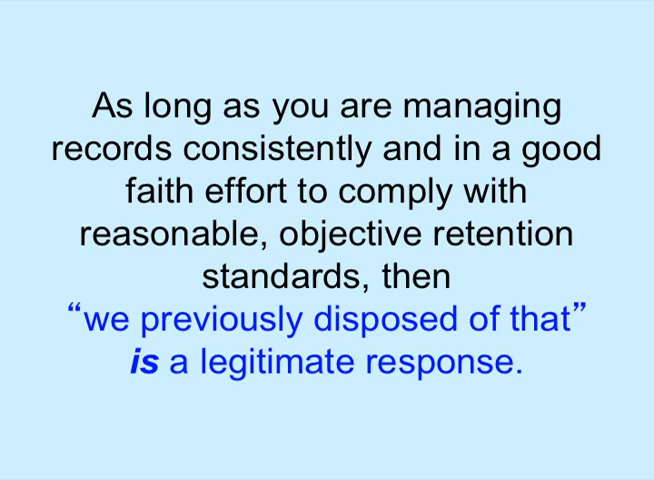 As long as you are managing
records consistently and in a good
faith effort to comply with
reasonable, objective retention
standards, then
“we previously disposed of that”
is a legitimate response.